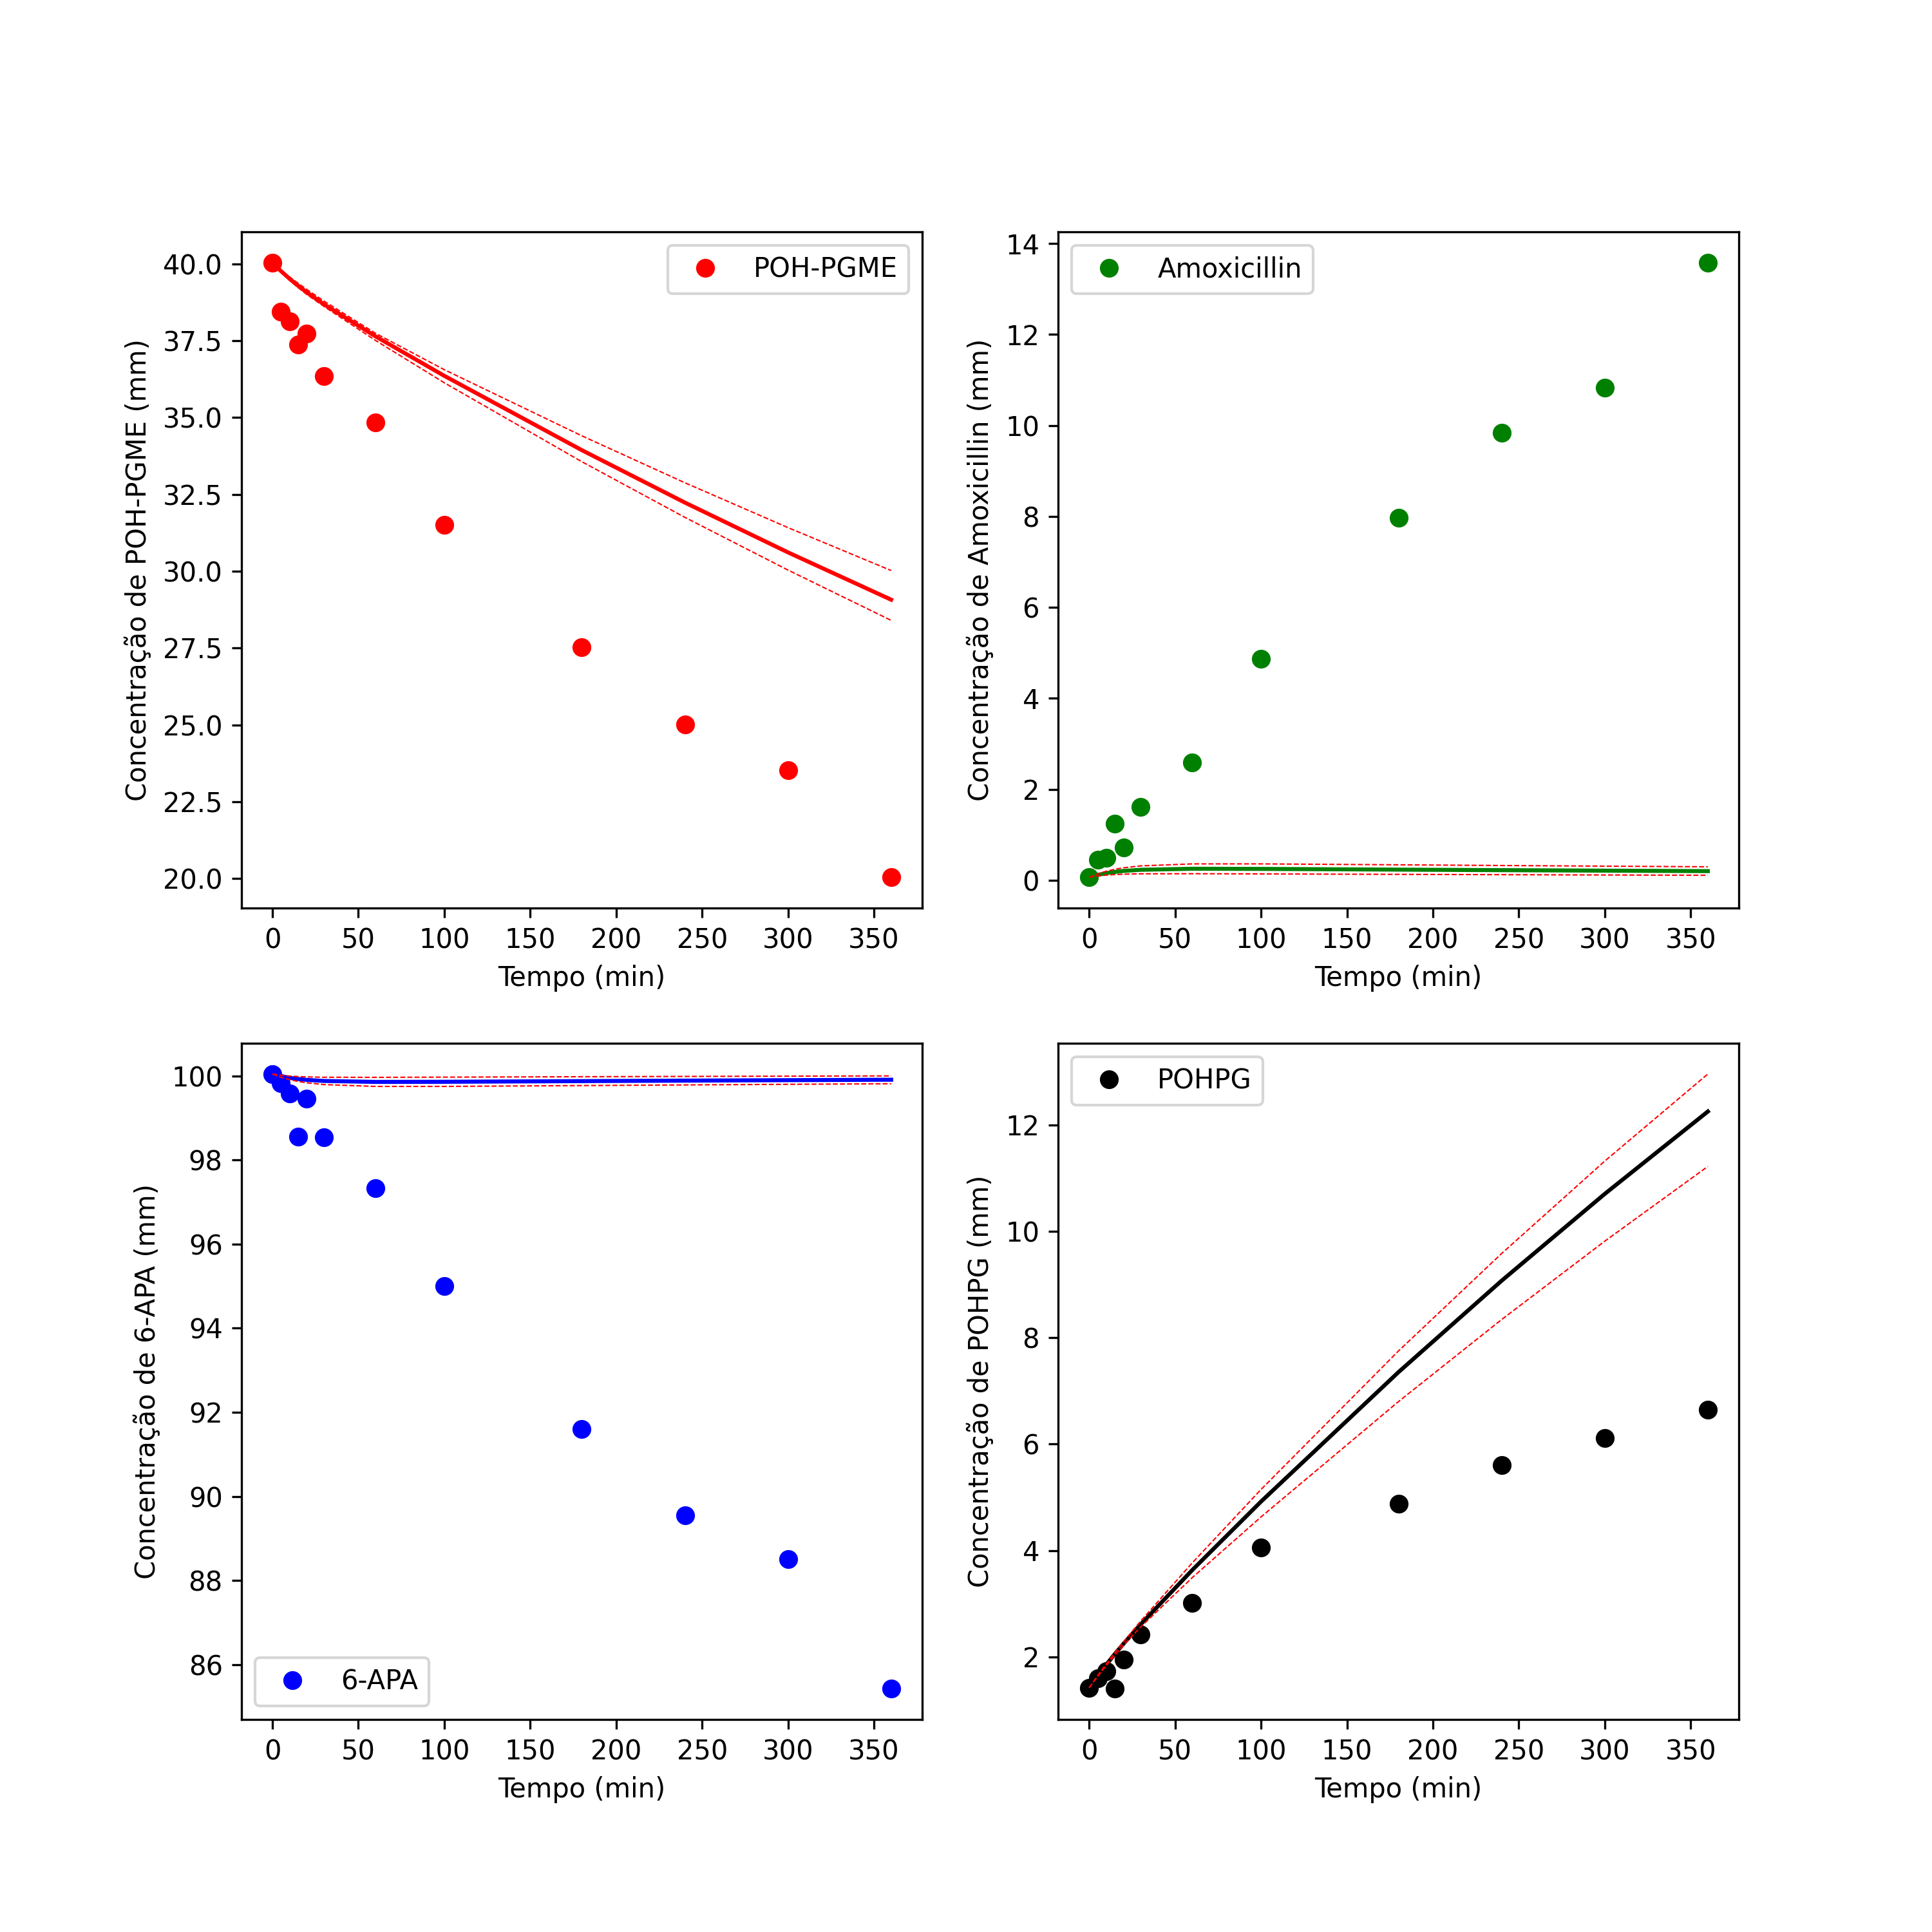 POH-PGME
Concentração de POH-PGME (mm)
40.0
37.5
35.0
32.5
30.0
27.5
25.0
22.5
20.0
0 50 100 150 200 250 300 350
Tempo (min)
Amoxicillin
Concentração de Amoxicillin (mm)
14
12
10
8
6
4
2
0
0 50 100 150 200 250 300 350
Tempo (min)
6-APA
Concentração de 6-APA (mm)
100
98
96
94
92
90
88
86
0 50 100 150 200 250 300 350
Tempo (min)
POHPG
Concentração de POHPG (mm)
12
10
8
6
4
2
0 50 100 150 200 250 300 350
Tempo (min)